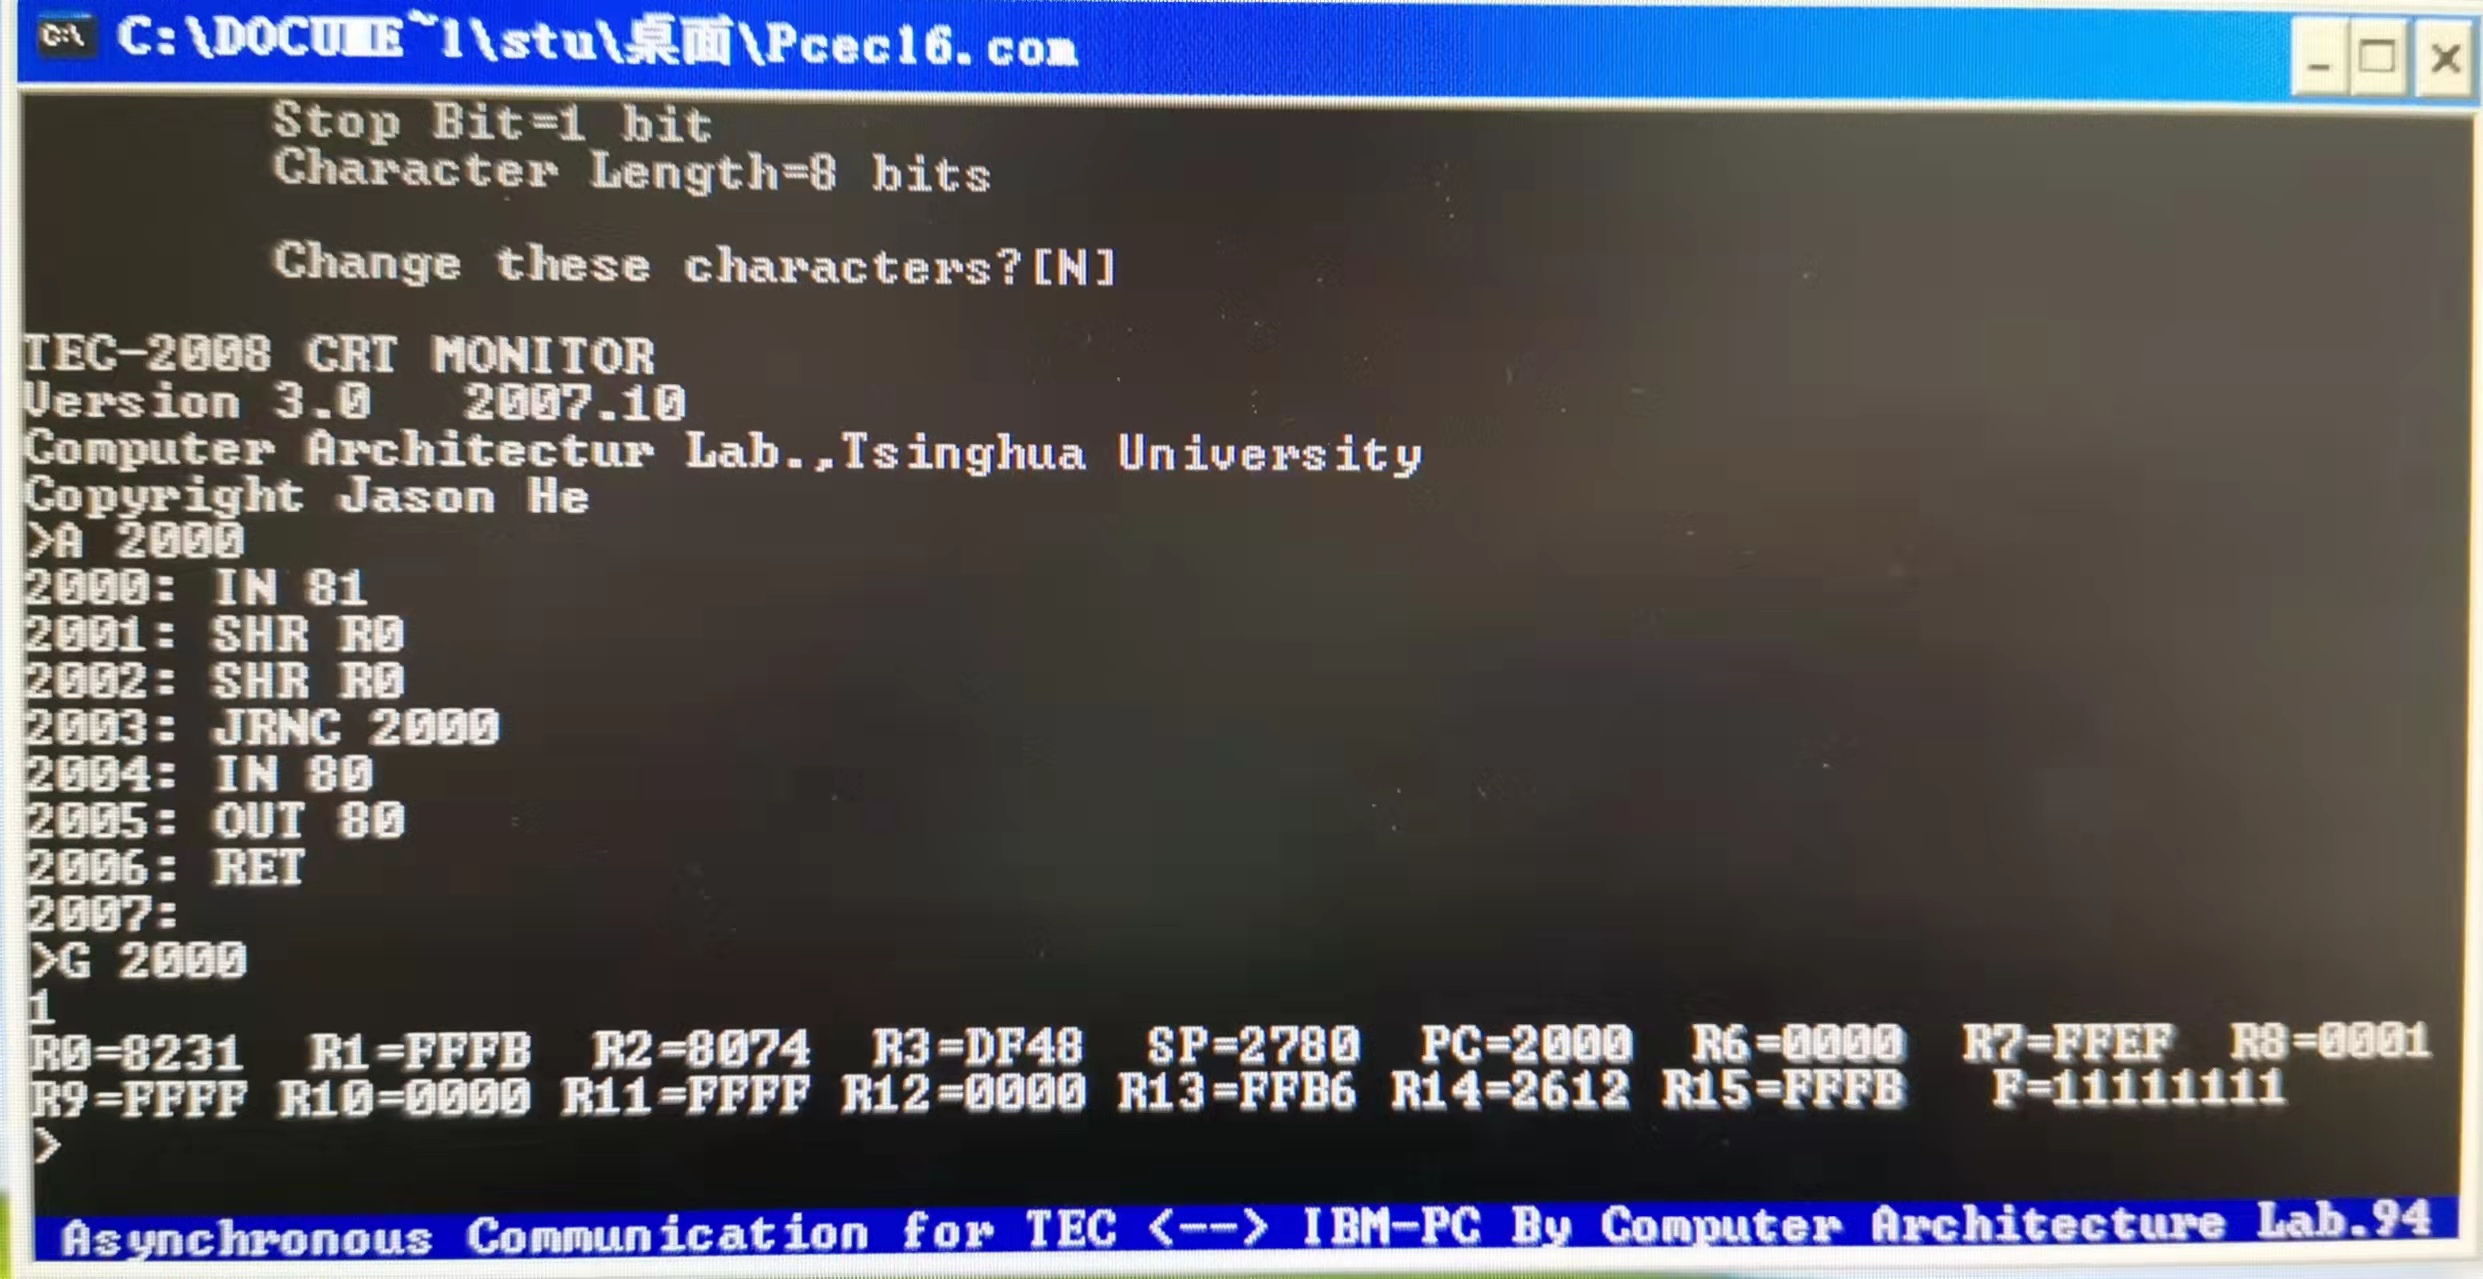 C:\DOCUME~1\stu\桌面\Pcec16.com
Stop Bit=1 bit
Character Length=8 bits
Change these characters?[N]
TEC-2008 CRT MONITOR
Version 3.0   2007.10
Computer Architectur Lab.,Tsinghua University
Copyright Jason He
>A 2000
2000: IN 81
2001: SHR R0
2002: SHR R0
2003: JRNC 2000
2004: IN 80
2005: OUT 80
2006: RET
2007:
>G 2000
1
R0=8231  R1=FFFB  R2=8074  R3=DF48  SP=2780  PC=2000  R6=0000  R7=FFEF  R8=0001
R9=FFFF R10=0000 R11=FFFF R12=0000 R13=FFB6 R14=2612 R15=FFFB   F=11111111
>
Asynchronous Communication for TEC <--> IBM-PC By Computer Architecture Lab.94